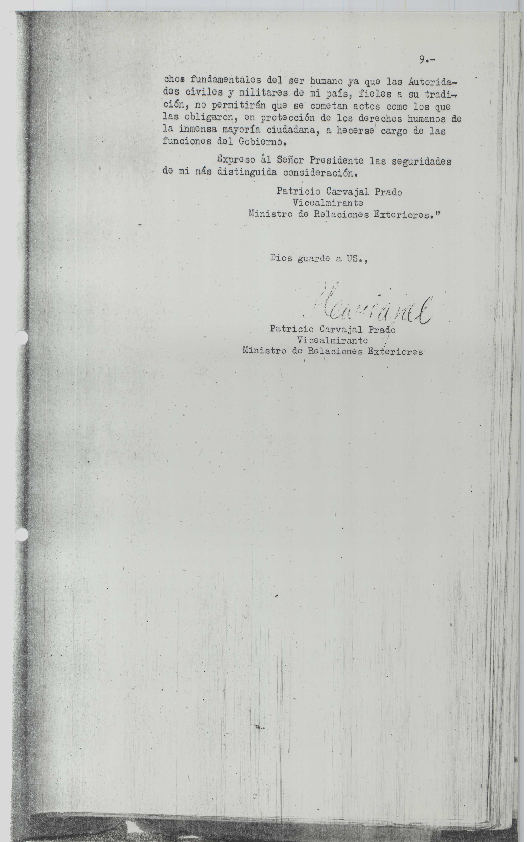 9.-
chos fundamentales del ser humano ya que las Autorida-
des civiles y militares de mi país, fieles a su tradi-
ción, no permitirán que se cometan actos como los que
las obligaron, en protección de los derechos humanos de
la inmensa mayoría ciudadana, a hacerse cargo de las
funciones del Gobierno.
Expreso al Señor Presidente las seguridades
de mi más distinguida consideración.
Patricio Carvajal Prado
Vicealmirante
Ministro de Relaciones Exteriores."
Dios guarde a US.,
Patricio Carvajal Prado
Vicealmirante
Ministro de Relaciones Exteriores